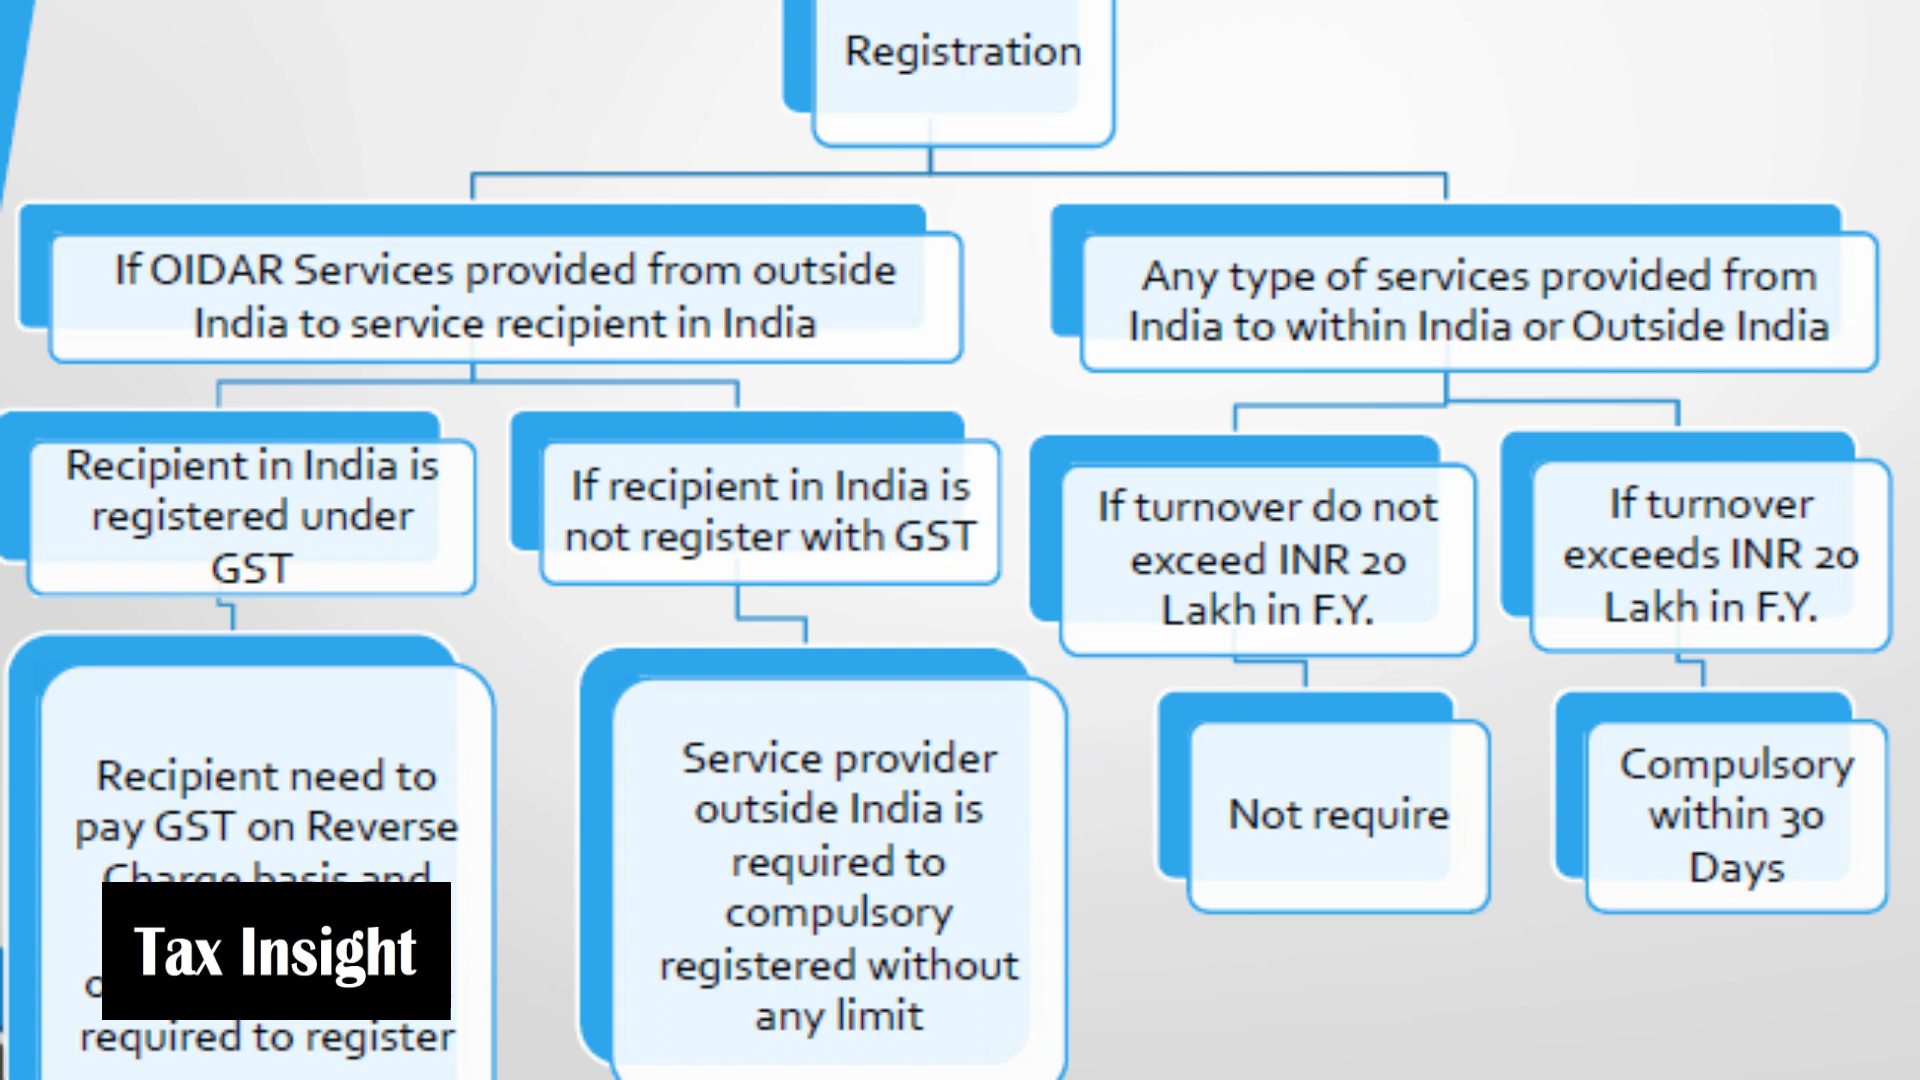 Registration
If OIDAR Services provided from outside
India to service recipient in India
Any type of services provided from
India to within India or Outside India
Recipient in India is
registered under
GST
If recipient in India is
not register with GST
If turnover do not
exceed INR 20
Lakh in F.Y.
If turnover
exceeds INR 20
Lakh in F.Y.
Recipient need to
pay GST on Reverse
Charge basis and
required to register
Service provider
outside India is
required to
compulsory
registered without
any limit
Not require
Compulsory
within 30
Days
Tax Insight